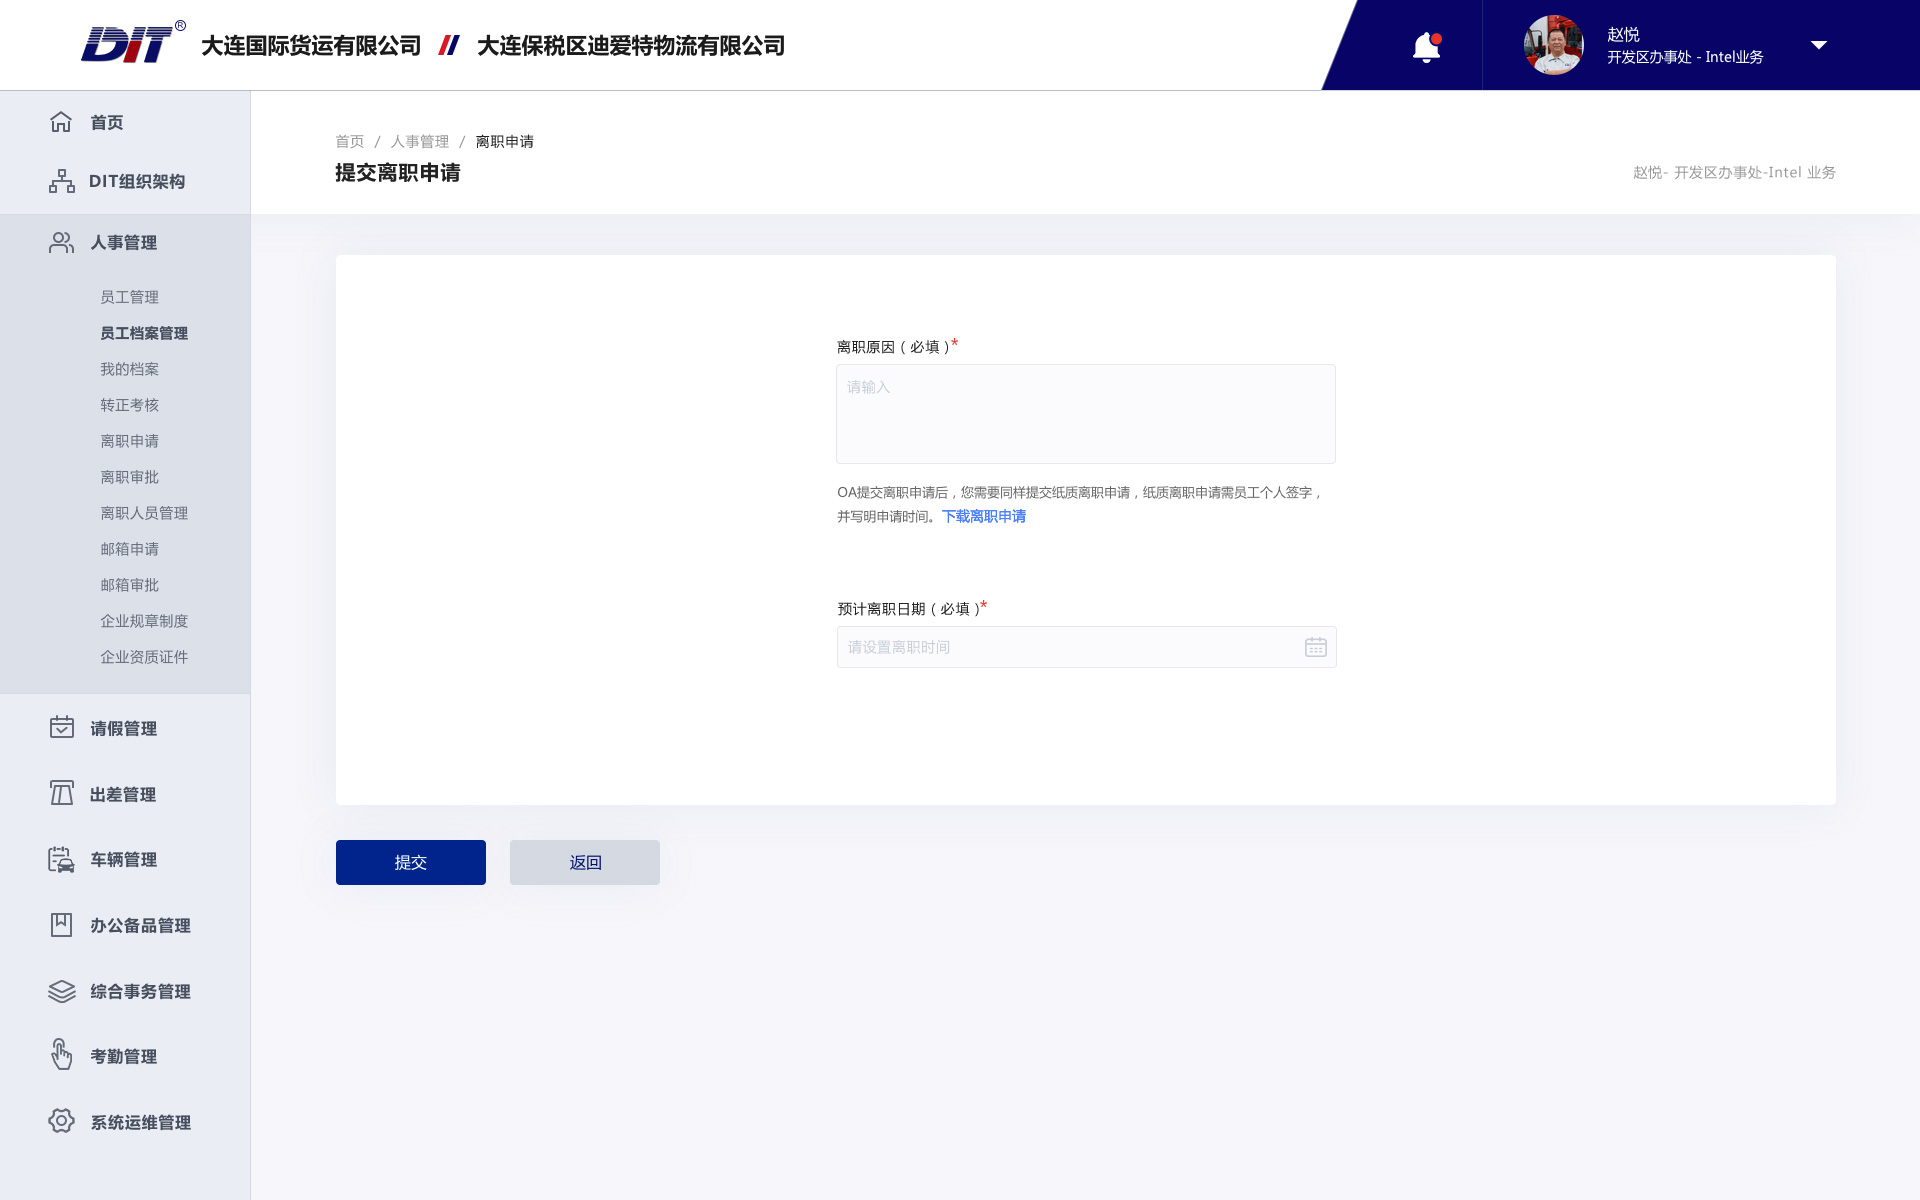 DIT® 大连国际货运有限公司 // 大连保税区迪爱特物流有限公司
赵悦
开发区办事处 - Intel业务
首页
DIT组织架构
人事管理
员工管理
员工档案管理
我的档案
转正考核
离职申请
离职审批
离职人员管理
邮箱申请
邮箱审批
企业规章制度
企业资质证件
请假管理
出差管理
车辆管理
办公备品管理
综合事务管理
考勤管理
系统运维管理
首页 / 人事管理 / 离职申请
提交离职申请
赵悦- 开发区办事处-Intel 业务
离职原因 ( 必填 )*
请输入
OA提交离职申请后，您需要同样提交纸质离职申请，纸质离职申请需员工个人签字，
并写明申请时间。下载离职申请
预计离职日期 ( 必填 )*
请设置离职时间
提交
返回